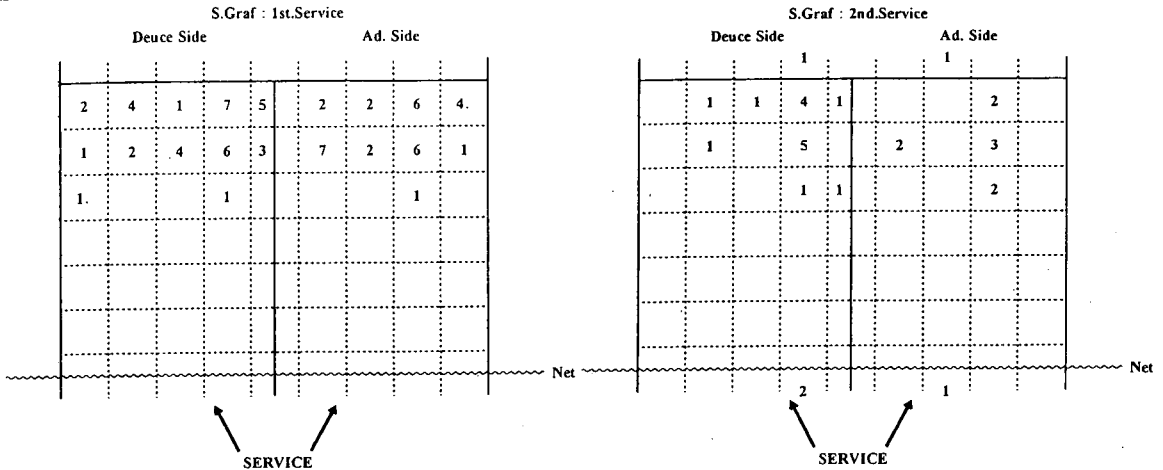 S.Graf : 1st.Service
Deuce Side Ad. Side
2 4 1 7 5 2 2 6 4.
1 2 4 6 3 7 2 6 1
1. 1 1
Net
SERVICE
S.Graf : 2nd.Service
Deuce Side Ad. Side
1 1
1 1 4 1 2
1 5 2 3
1 1 2
Net
2 1
SERVICE